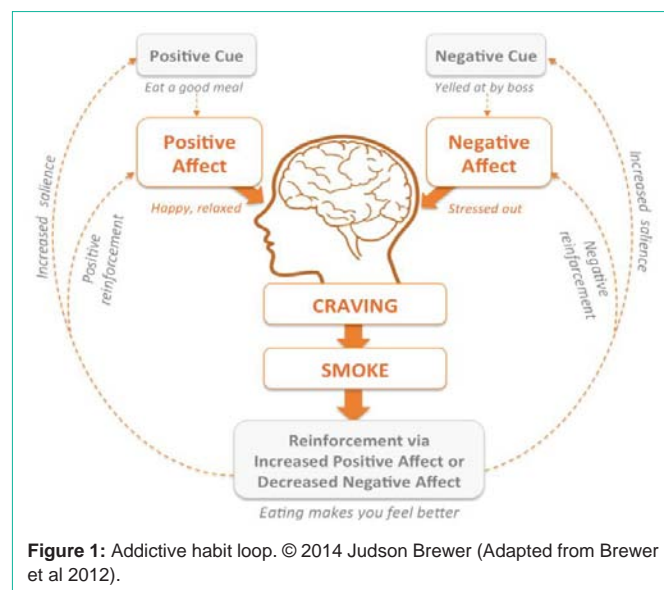 Positive Cue
Eat a good meal
Negative Cue
Yelled at by boss
Positive
Affect
Happy, relaxed
Negative
Affect
Stressed out
Increased salience
Positive
reinforcement
Increased salience
Negative
reinforcement
CRAVING
SMOKE
Reinforcement via
Increased Positive Affect or
Decreased Negative Affect
Eating makes you feel better
Figure 1: Addictive habit loop. © 2014 Judson Brewer (Adapted from Brewer
et al 2012).